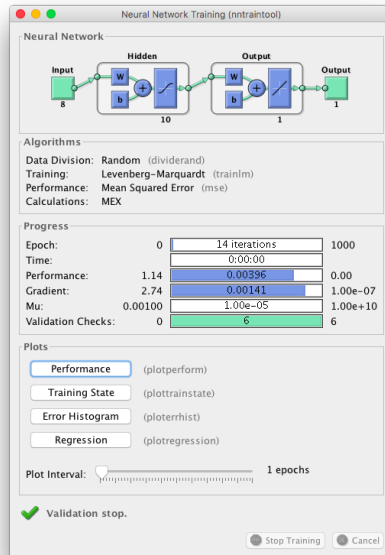 Neural Network Training (nntraintool)
Neural Network
Hidden Output
Input Output
W W
b b
8 10 1 1
Algorithms
Data Division: Random (dividerand)
Training: Levenberg-Marquardt (trainlm)
Performance: Mean Squared Error (mse)
Calculations: MEX
Progress
Epoch: 0 14 iterations 1000
Time: 0:00:00
Performance: 1.14 0.00396 0.00
Gradient: 2.74 0.00141 1.00e-07
Mu: 0.00100 1.00e-05 1.00e+10
Validation Checks: 0 6 6
Plots
Performance (plotperform)
Training State (plottrainstate)
Error Histogram (ploterrhist)
Regression (plotregression)
Plot Interval: 1 epochs
Validation stop.
Stop Training Cancel